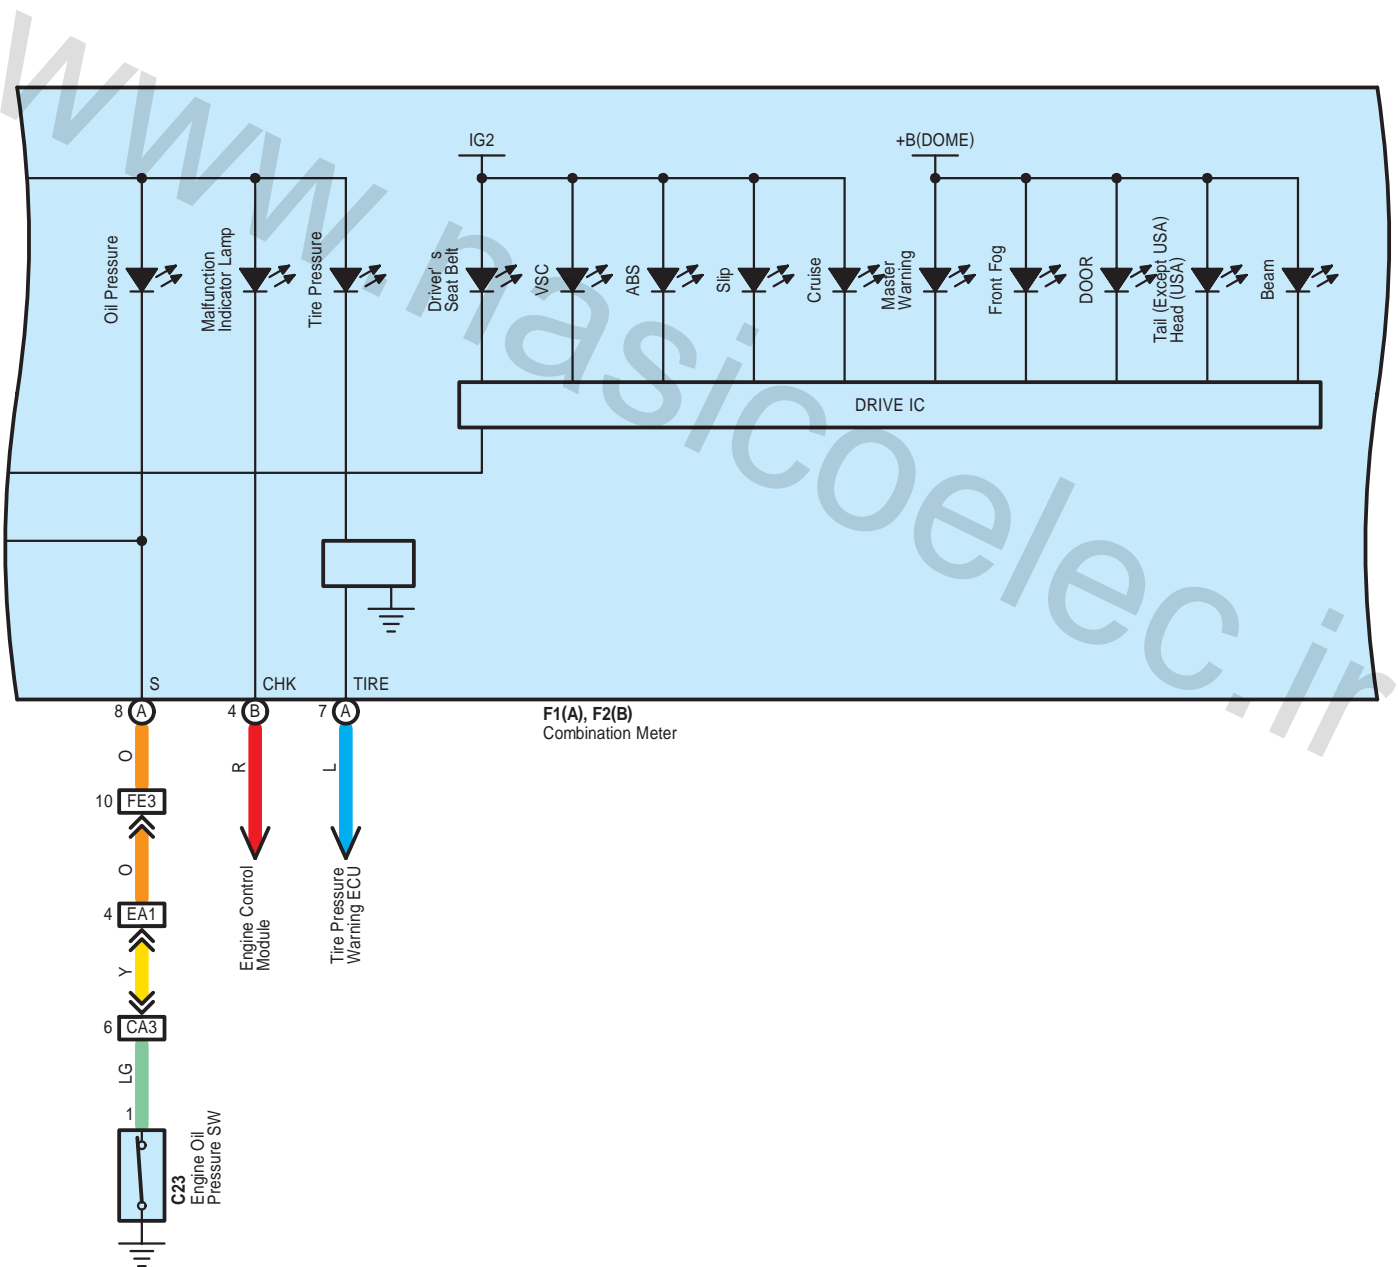 www.nasicoelec.ir
IG2
+B(DOME)
Oil Pressure
Malfunction
Indicator Lamp
Tire Pressure
Driver' s
Seat Belt
VSC
ABS
Slip
Cruise
Master
Warning
Front Fog
DOOR
Tail (Except USA)
Head (USA)
Beam
DRIVE IC
S
CHK
TIRE
8 A
4 B
7 A
F1(A), F2(B)
Combination Meter
O
R
L
10 FE3
O
Engine Control
Module
Tire Pressure
Warning ECU
4 EA1
Y
6 CA3
LG
1
C23
Engine Oil
Pressure SW